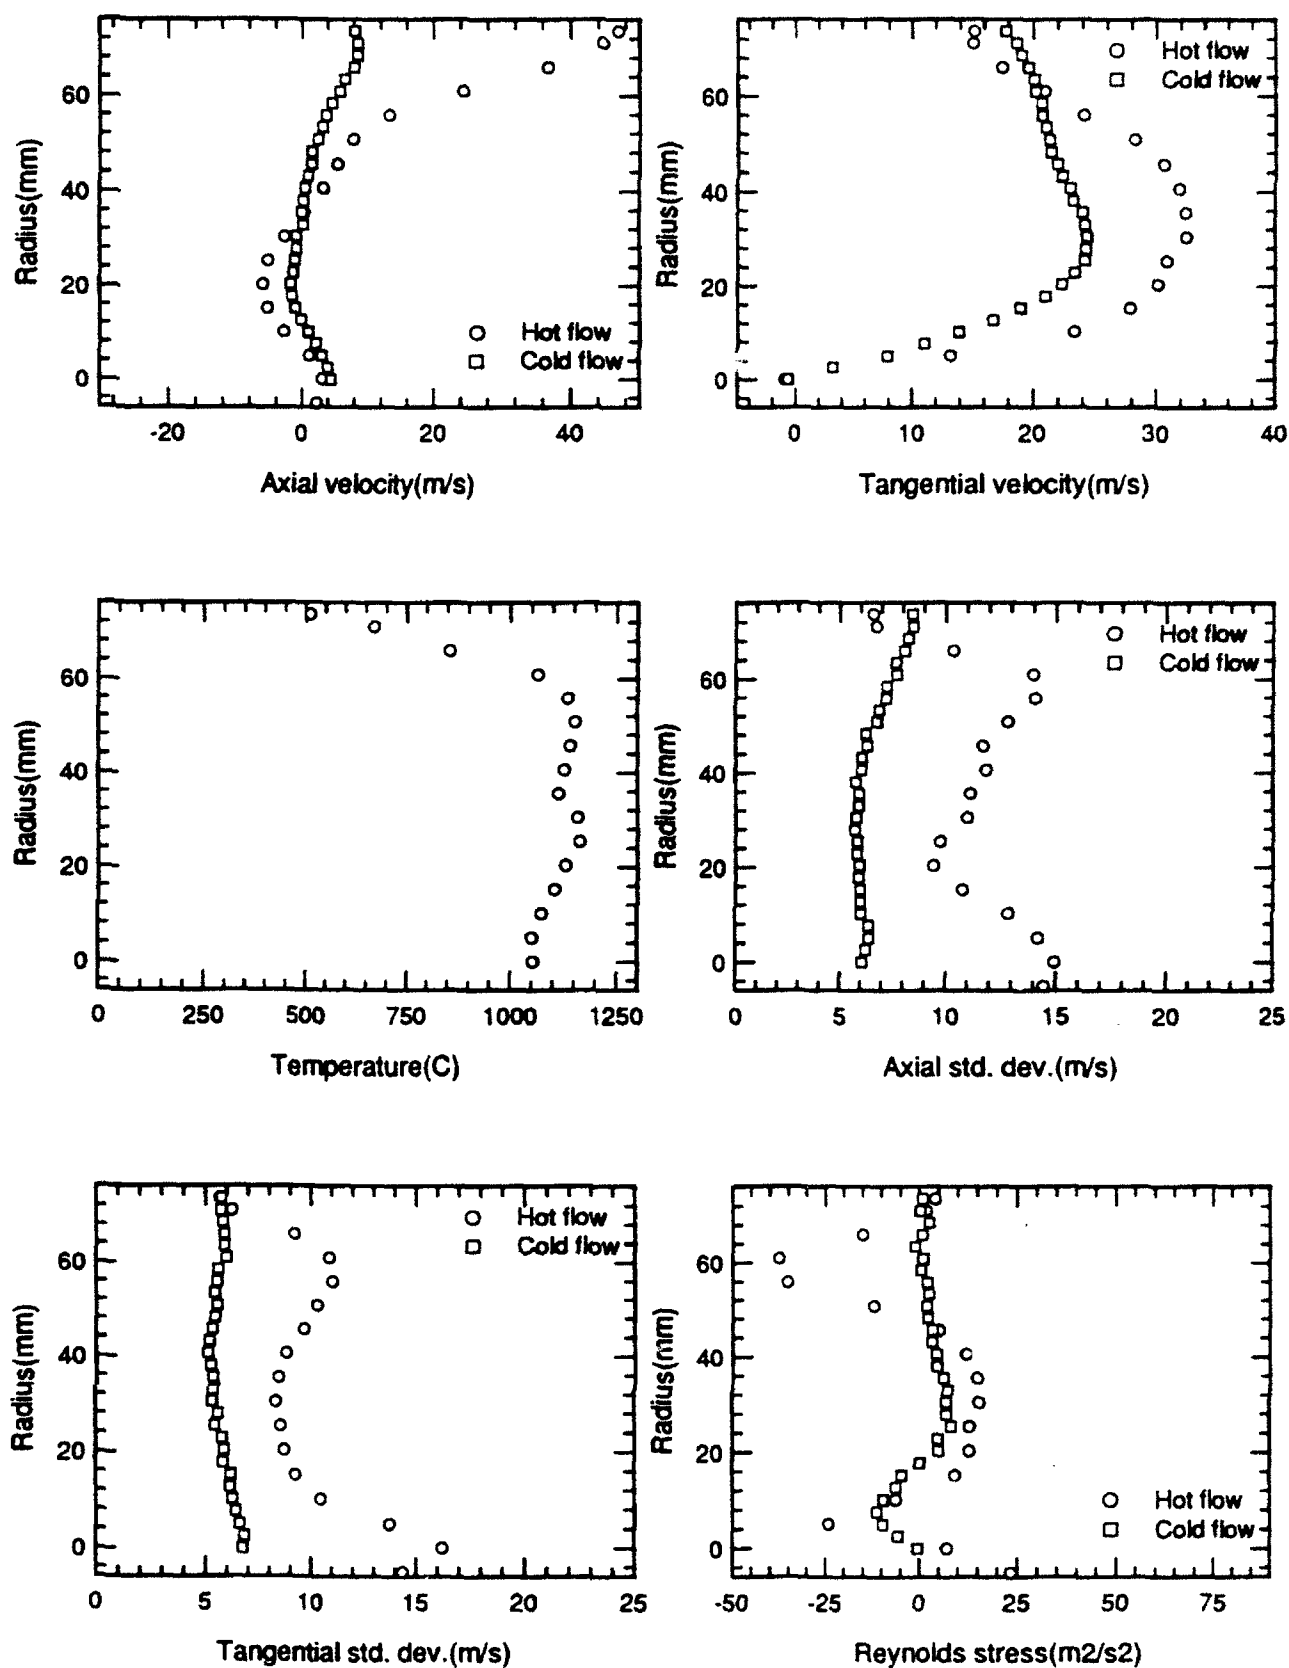 60
40
20
0
Radius(mm)
Hot flow
Cold flow
-20 0 20 40
Axial velocity(m/s)
60
40
20
0
Radius(mm)
Hot flow
Cold flow
0 10 20 30 40
Tangential velocity(m/s)
60
40
20
0
Radius(mm)
0 250 500 750 1000 1250
Temperature(C)
60
40
20
0
Radius(mm)
Hot flow
Cold flow
0 5 10 15 20 25
Axial std. dev.(m/s)
60
40
20
0
Radius(mm)
Hot flow
Cold flow
0 5 10 15 20 25
Tangential std. dev.(m/s)
60
40
20
0
Radius(mm)
Hot flow
Cold flow
-50 -25 0 25 50 75
Reynolds stress(m2/s2)